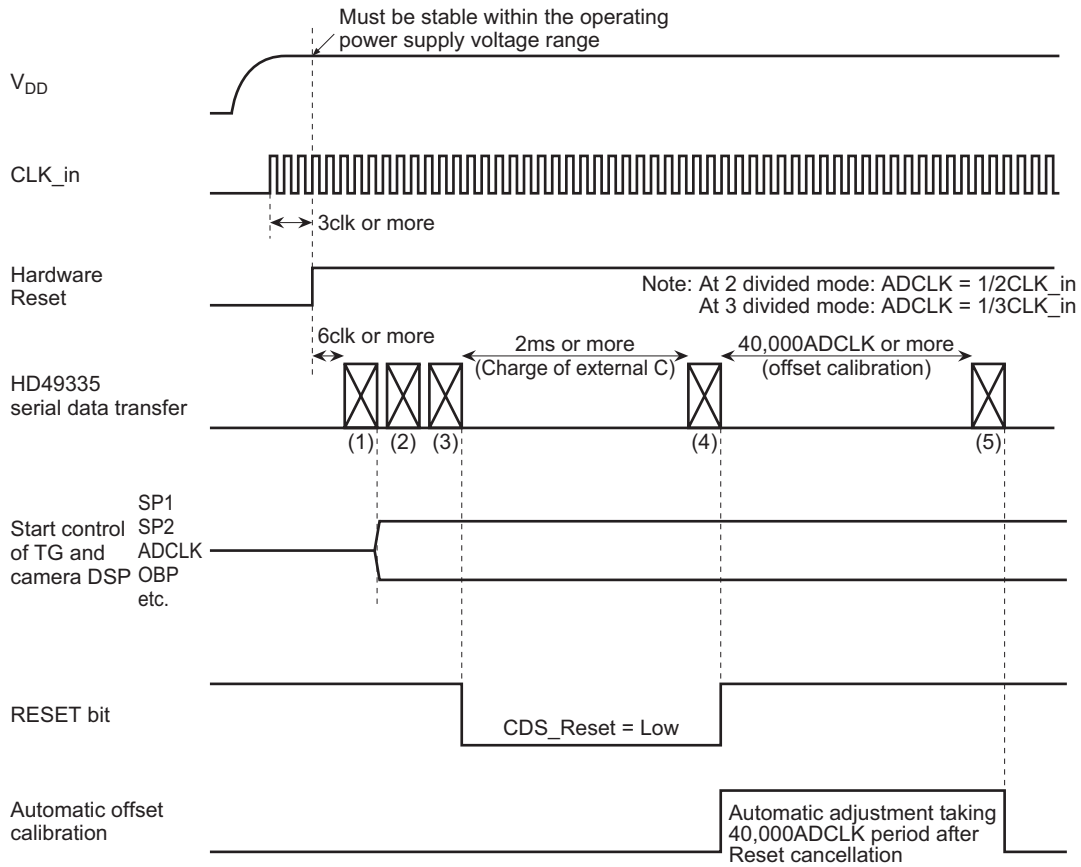 Must be stable within the operating
power supply voltage range
VDD
CLK_in
3clk or more
Hardware
Reset
Note: At 2 divided mode: ADCLK = 1/2CLK_in
At 3 divided mode: ADCLK = 1/3CLK_in
6clk or more
2ms or more
(Charge of external C)
40,000ADCLK or more
(offset calibration)
HD49335
serial data transfer
(1)
(2)
(3)
(4)
(5)
Start control
of TG and
camera DSP
SP1
SP2
ADCLK
OBP
etc.
RESET bit
CDS_Reset = Low
Automatic offset
calibration
Automatic adjustment taking
40,000ADCLK period after
Reset cancellation